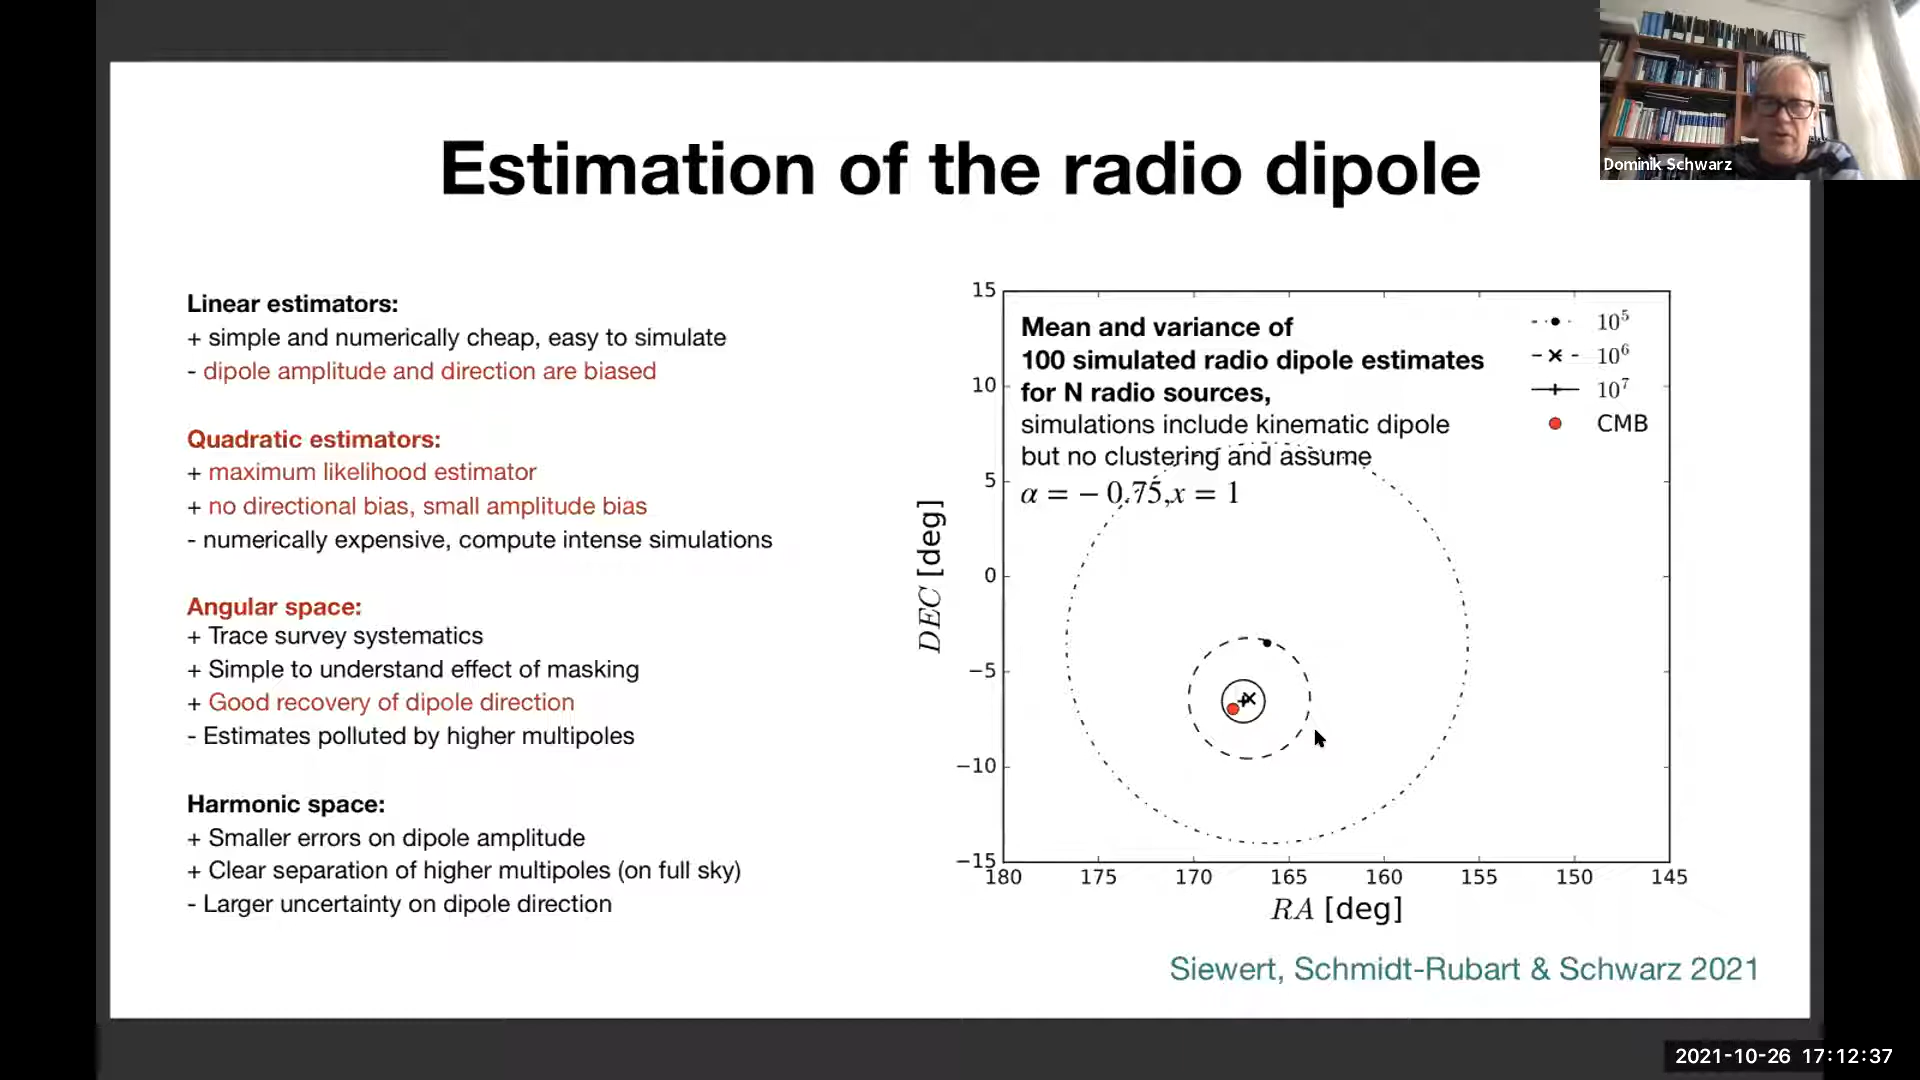 Dominik Schwarz
Estimation of the radio dipole
Linear estimators:
+ simple and numerically cheap, easy to simulate
- dipole amplitude and direction are biased
Quadratic estimators:
+ maximum likelihood estimator
+ no directional bias, small amplitude bias
- numerically expensive, compute intense simulations
Angular space:
+ Trace survey systematics
+ Simple to understand effect of masking
+ Good recovery of dipole direction
- Estimates polluted by higher multipoles
Harmonic space:
+ Smaller errors on dipole amplitude
+ Clear separation of higher multipoles (on full sky)
- Larger uncertainty on dipole direction
Mean and variance of
100 simulated radio dipole estimates
for N radio sources,
simulations include kinematic dipole
but no clustering and assume
α = − 0.75, x = 1
10⁵
10⁶
10⁷
CMB
15
10
5
0
−5
−10
−15
DEC [deg]
180 175 170 165 160 155 150 145
RA [deg]
Siewert, Schmidt-Rubart & Schwarz 2021
2021-10-26 17:12:37